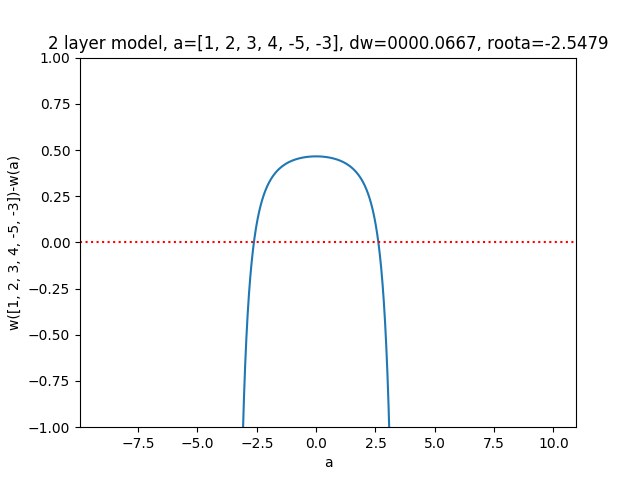 2 layer model, a=[1, 2, 3, 4, -5, -3], dw=0000.0667, roota=-2.5479
1.00
0.75
0.50
0.25
0.00
−0.25
−0.50
−0.75
−1.00
w([1, 2, 3, 4, -5, -3])-w(a)
−7.5 −5.0 −2.5 0.0 2.5 5.0 7.5 10.0
a